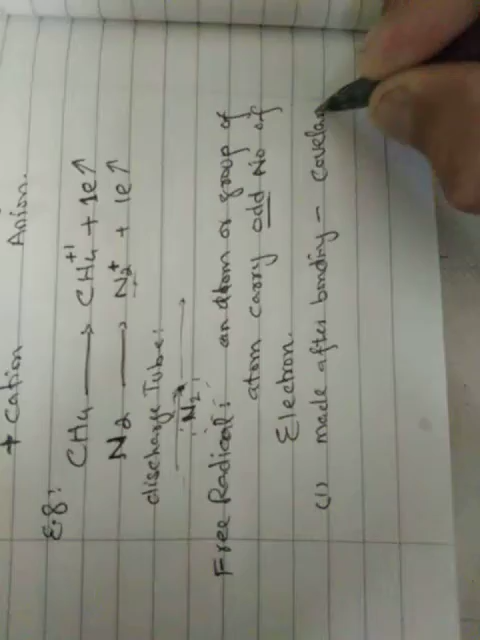 + Cation Anion.
E.g:
CH4 ⟶ CH4+1 + 1e↑
N2 ⟶ N2+ + 1e↑
discharge Tube:
N2
Free Radical: an atom or group of
atom carry odd No of
Electron.
(1) made after bonding - covelan